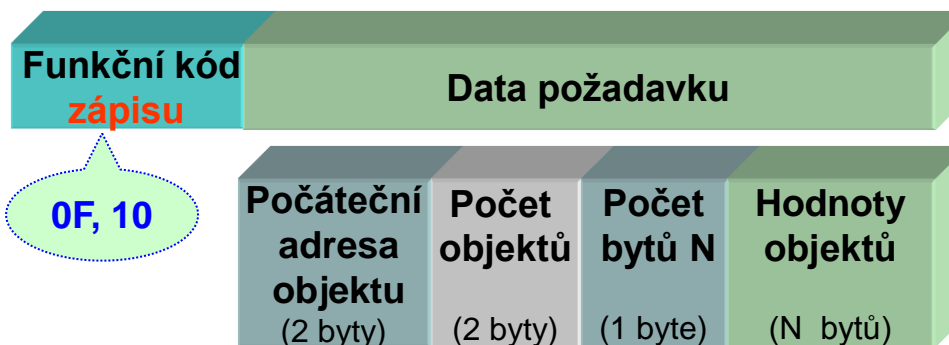 Funkční kód
zápisu
Data požadavku
0F, 10
Počáteční
adresa
objektu
(2 byty)
Počet
objektů
(2 byty)
Počet
bytů N
(1 byte)
Hodnoty
objektů
(N bytů)